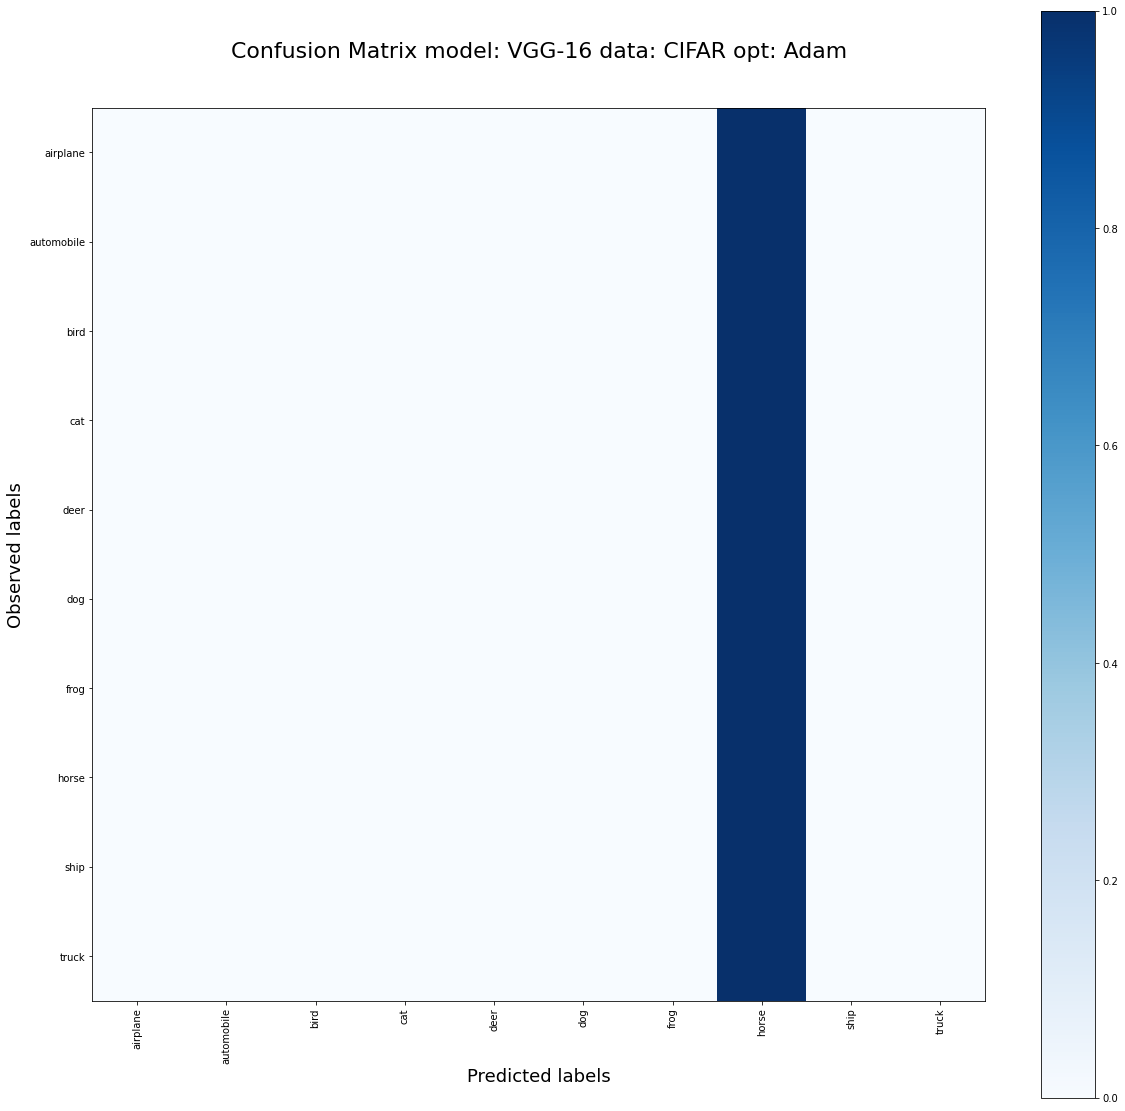 Confusion Matrix model: VGG-16 data: CIFAR opt: Adam
Observed labels
airplane
automobile
bird
cat
deer
dog
frog
horse
ship
truck
airplane
automobile
bird
cat
deer
dog
frog
horse
ship
truck
Predicted labels
1.0
0.8
0.6
0.4
0.2
0.0